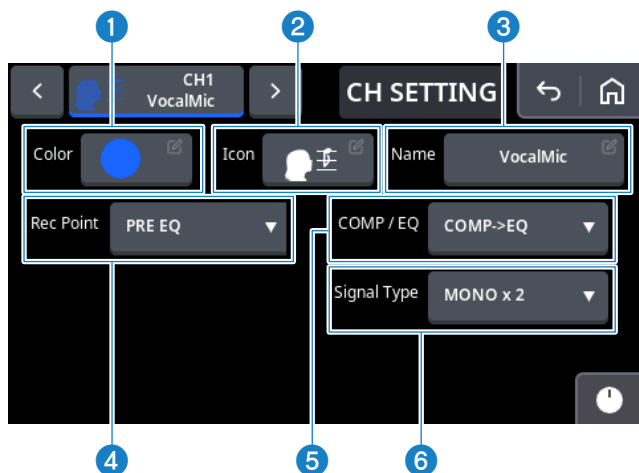 1 2 3
CH1
VocalMic
CH SETTING
Color Icon Name VocalMic
Rec Point PRE EQ COMP / EQ COMP->EQ
Signal Type MONO x 2
4 5 6